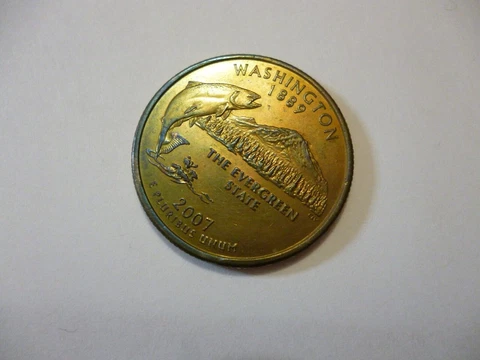 WASHINGTON
1889
THE EVERGREEN
STATE
2007
E PLURIBUS UNUM